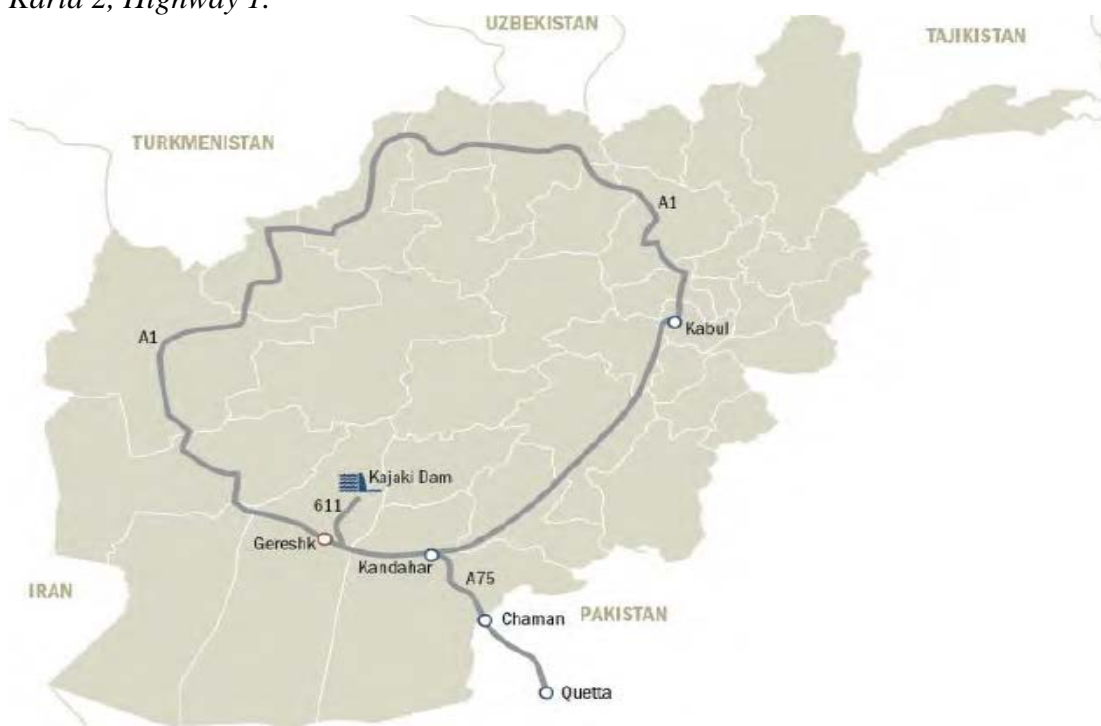 Karta 2, Highway 1.
UZBEKISTAN
TAJIKISTAN
TURKMENISTAN
A1
Kabul
A1
Kajaki Dam
611
Gereshk
Kandahar
A75
IRAN
Chaman
PAKISTAN
Quetta